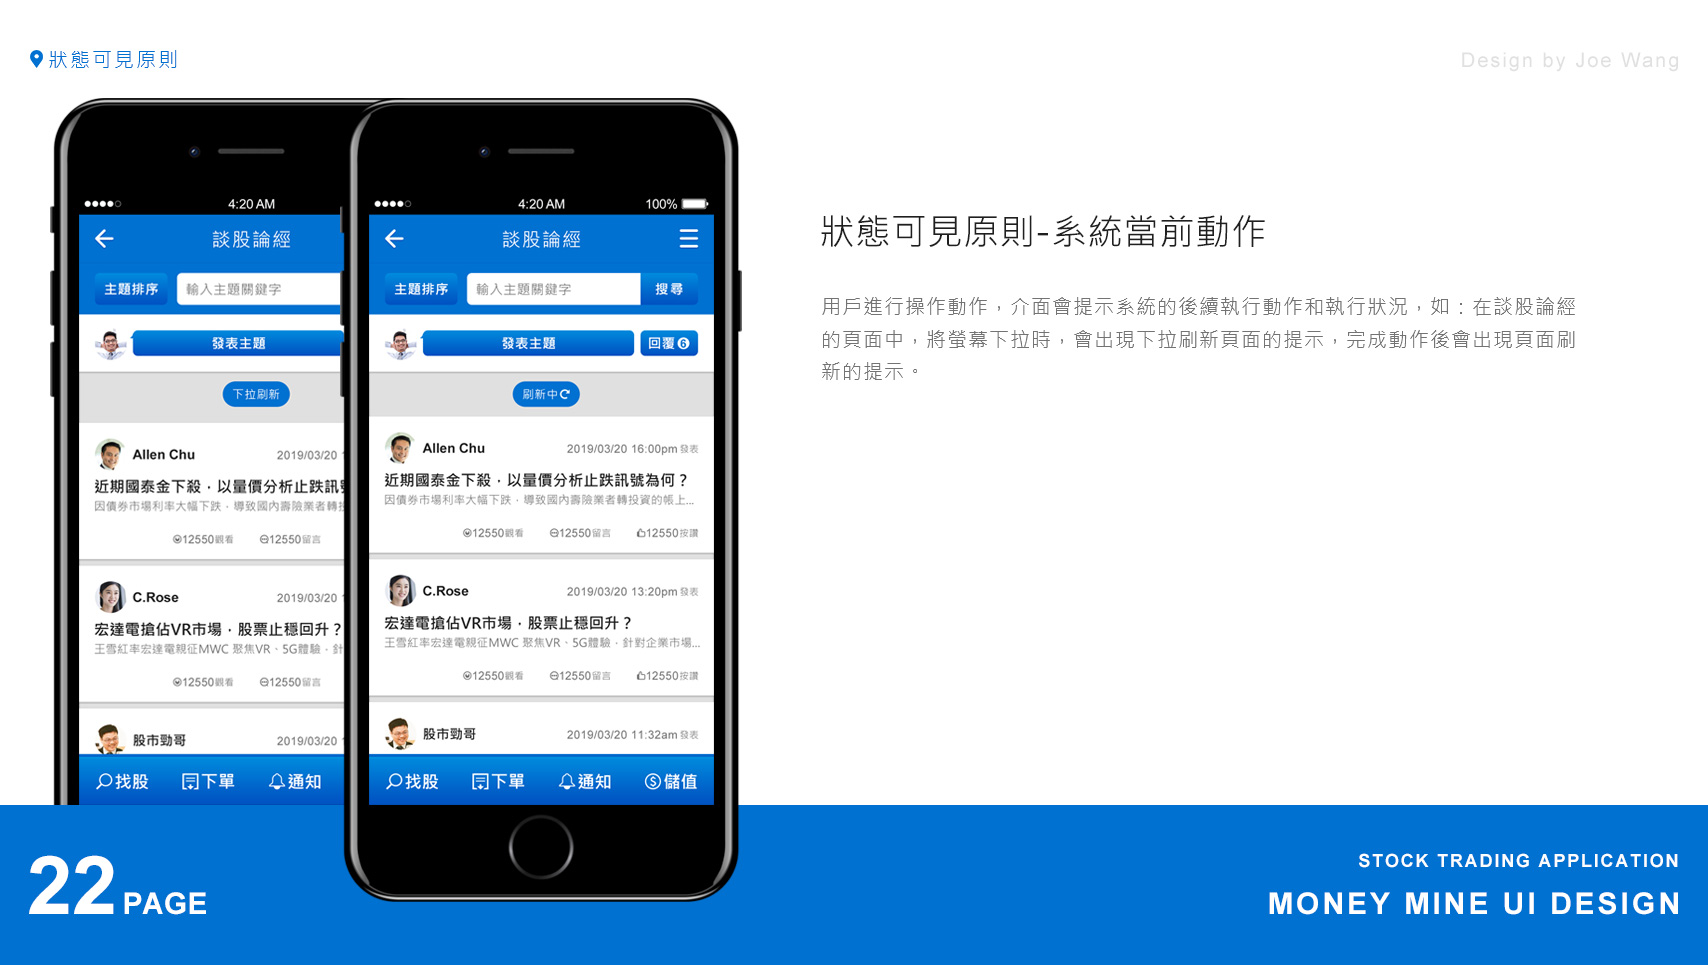 狀態可見原則
Design by Joe Wang
4:20 AM
談股論經
主題排序
輸入主題關鍵字
發表主題
下拉刷新
Allen Chu
2019/03/20
近期國泰金下殺，以量價分析止跌訊
因債券市場利率大幅下跌，導致國內壽險業者轉
12550觀看 12550留言
C.Rose
2019/03/20
宏達電搶佔VR市場，股票止穩回升？
王雪紅率宏達電親征MWC 聚焦VR、5G體驗，針
12550觀看 12550留言
股市勁哥
2019/03/20
找股 下單 通知
4:20 AM 100%
談股論經
主題排序
輸入主題關鍵字
搜尋
發表主題
回覆6
刷新中
Allen Chu
2019/03/20 16:00pm發表
近期國泰金下殺，以量價分析止跌訊號為何？
因債券市場利率大幅下跌，導致國內壽險業者轉投資的帳上...
12550觀看 12550留言 12550按讚
C.Rose
2019/03/20 13:20pm發表
宏達電搶佔VR市場，股票止穩回升？
王雪紅率宏達電親征MWC 聚焦VR、5G體驗，針對企業市場...
12550觀看 12550留言 12550按讚
股市勁哥
2019/03/20 11:32am發表
找股 下單 通知 儲值
狀態可見原則-系統當前動作
用戶進行操作動作，介面會提示系統的後續執行動作和執行狀況，如：在談股論經
的頁面中，將螢幕下拉時，會出現下拉刷新頁面的提示，完成動作後會出現頁面刷
新的提示。
22 PAGE
STOCK TRADING APPLICATION
MONEY MINE UI DESIGN